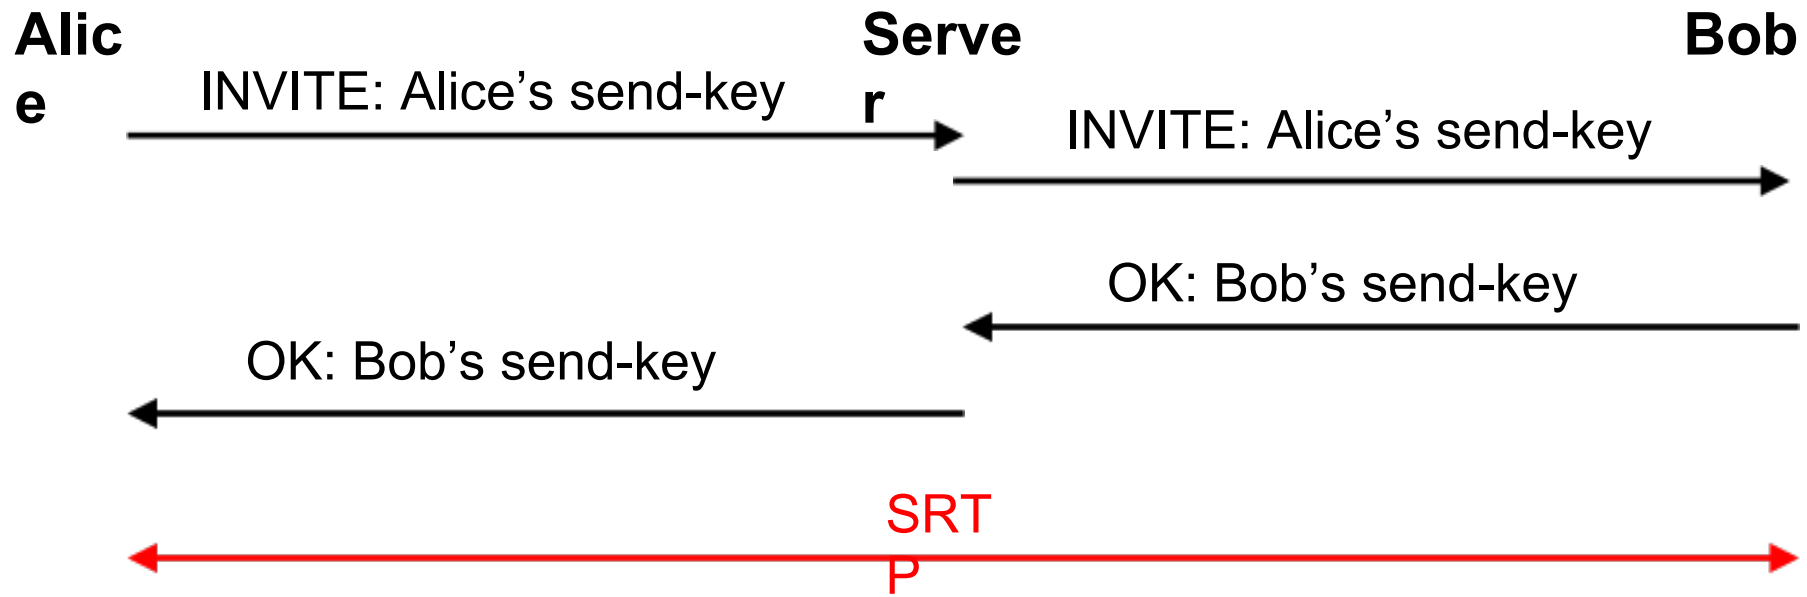 Alic
e
Serve
r
Bob
INVITE: Alice’s send-key
INVITE: Alice’s send-key
OK: Bob’s send-key
OK: Bob’s send-key
SRT
P